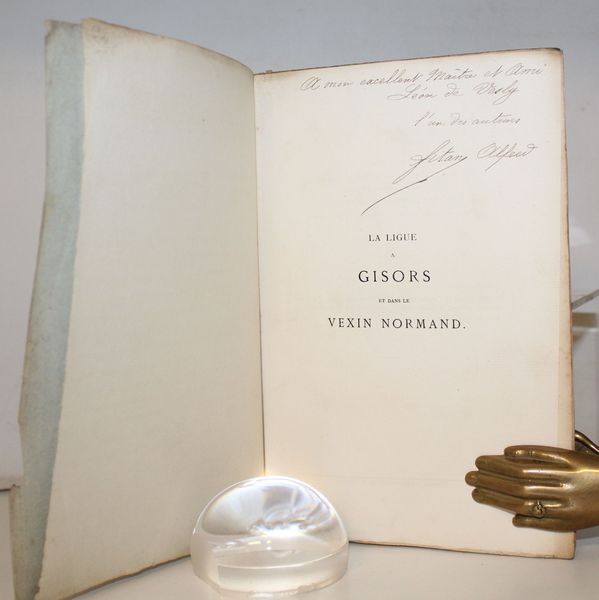 A mon excellent Maître et Ami
Léon de Vesly
l'un des auteurs
Alfred
LA LIGUE
A
GISORS
ET DANS LE
VEXIN NORMAND.